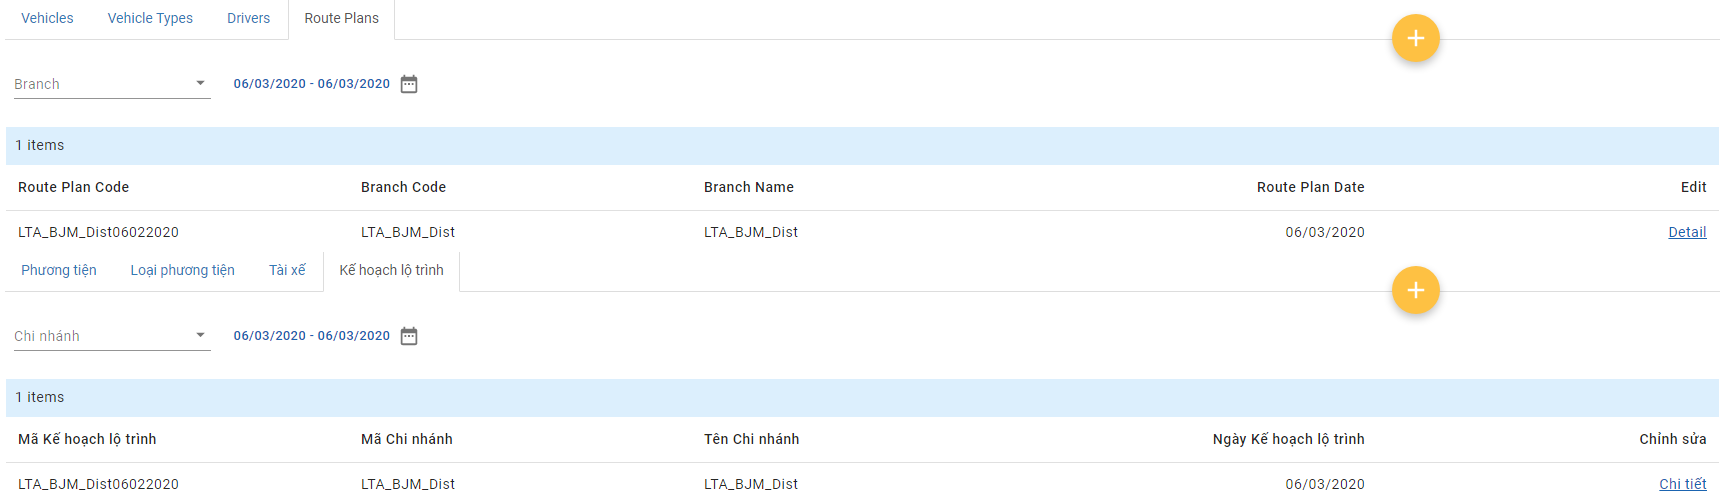 Vehicles Vehicle Types Drivers Route Plans
Branch 06/03/2020 - 06/03/2020
1 items
Route Plan Code Branch Code Branch Name Route Plan Date Edit
LTA_BJM_Dist06022020 LTA_BJM_Dist LTA_BJM_Dist 06/03/2020 Detail
Phương tiện Loại phương tiện Tài xế Kế hoạch lộ trình
Chi nhánh 06/03/2020 - 06/03/2020
1 items
Mã Kế hoạch lộ trình Mã Chi nhánh Tên Chi nhánh Ngày Kế hoạch lộ trình Chỉnh sửa
LTA_BJM_Dist06022020 LTA_BJM_Dist LTA_BJM_Dist 06/03/2020 Chi tiết